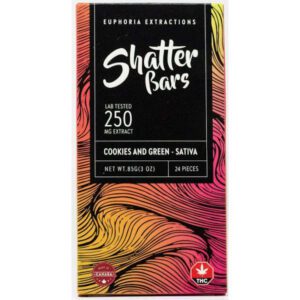 EUPHORIA EXTRACTIONS
Shatter
Bars
LAB TESTED
250
MG EXTRACT
COOKIES AND GREEN - SATIVA
NET WT. 85G(3 OZ)
24 PIECES
CANADA
THC